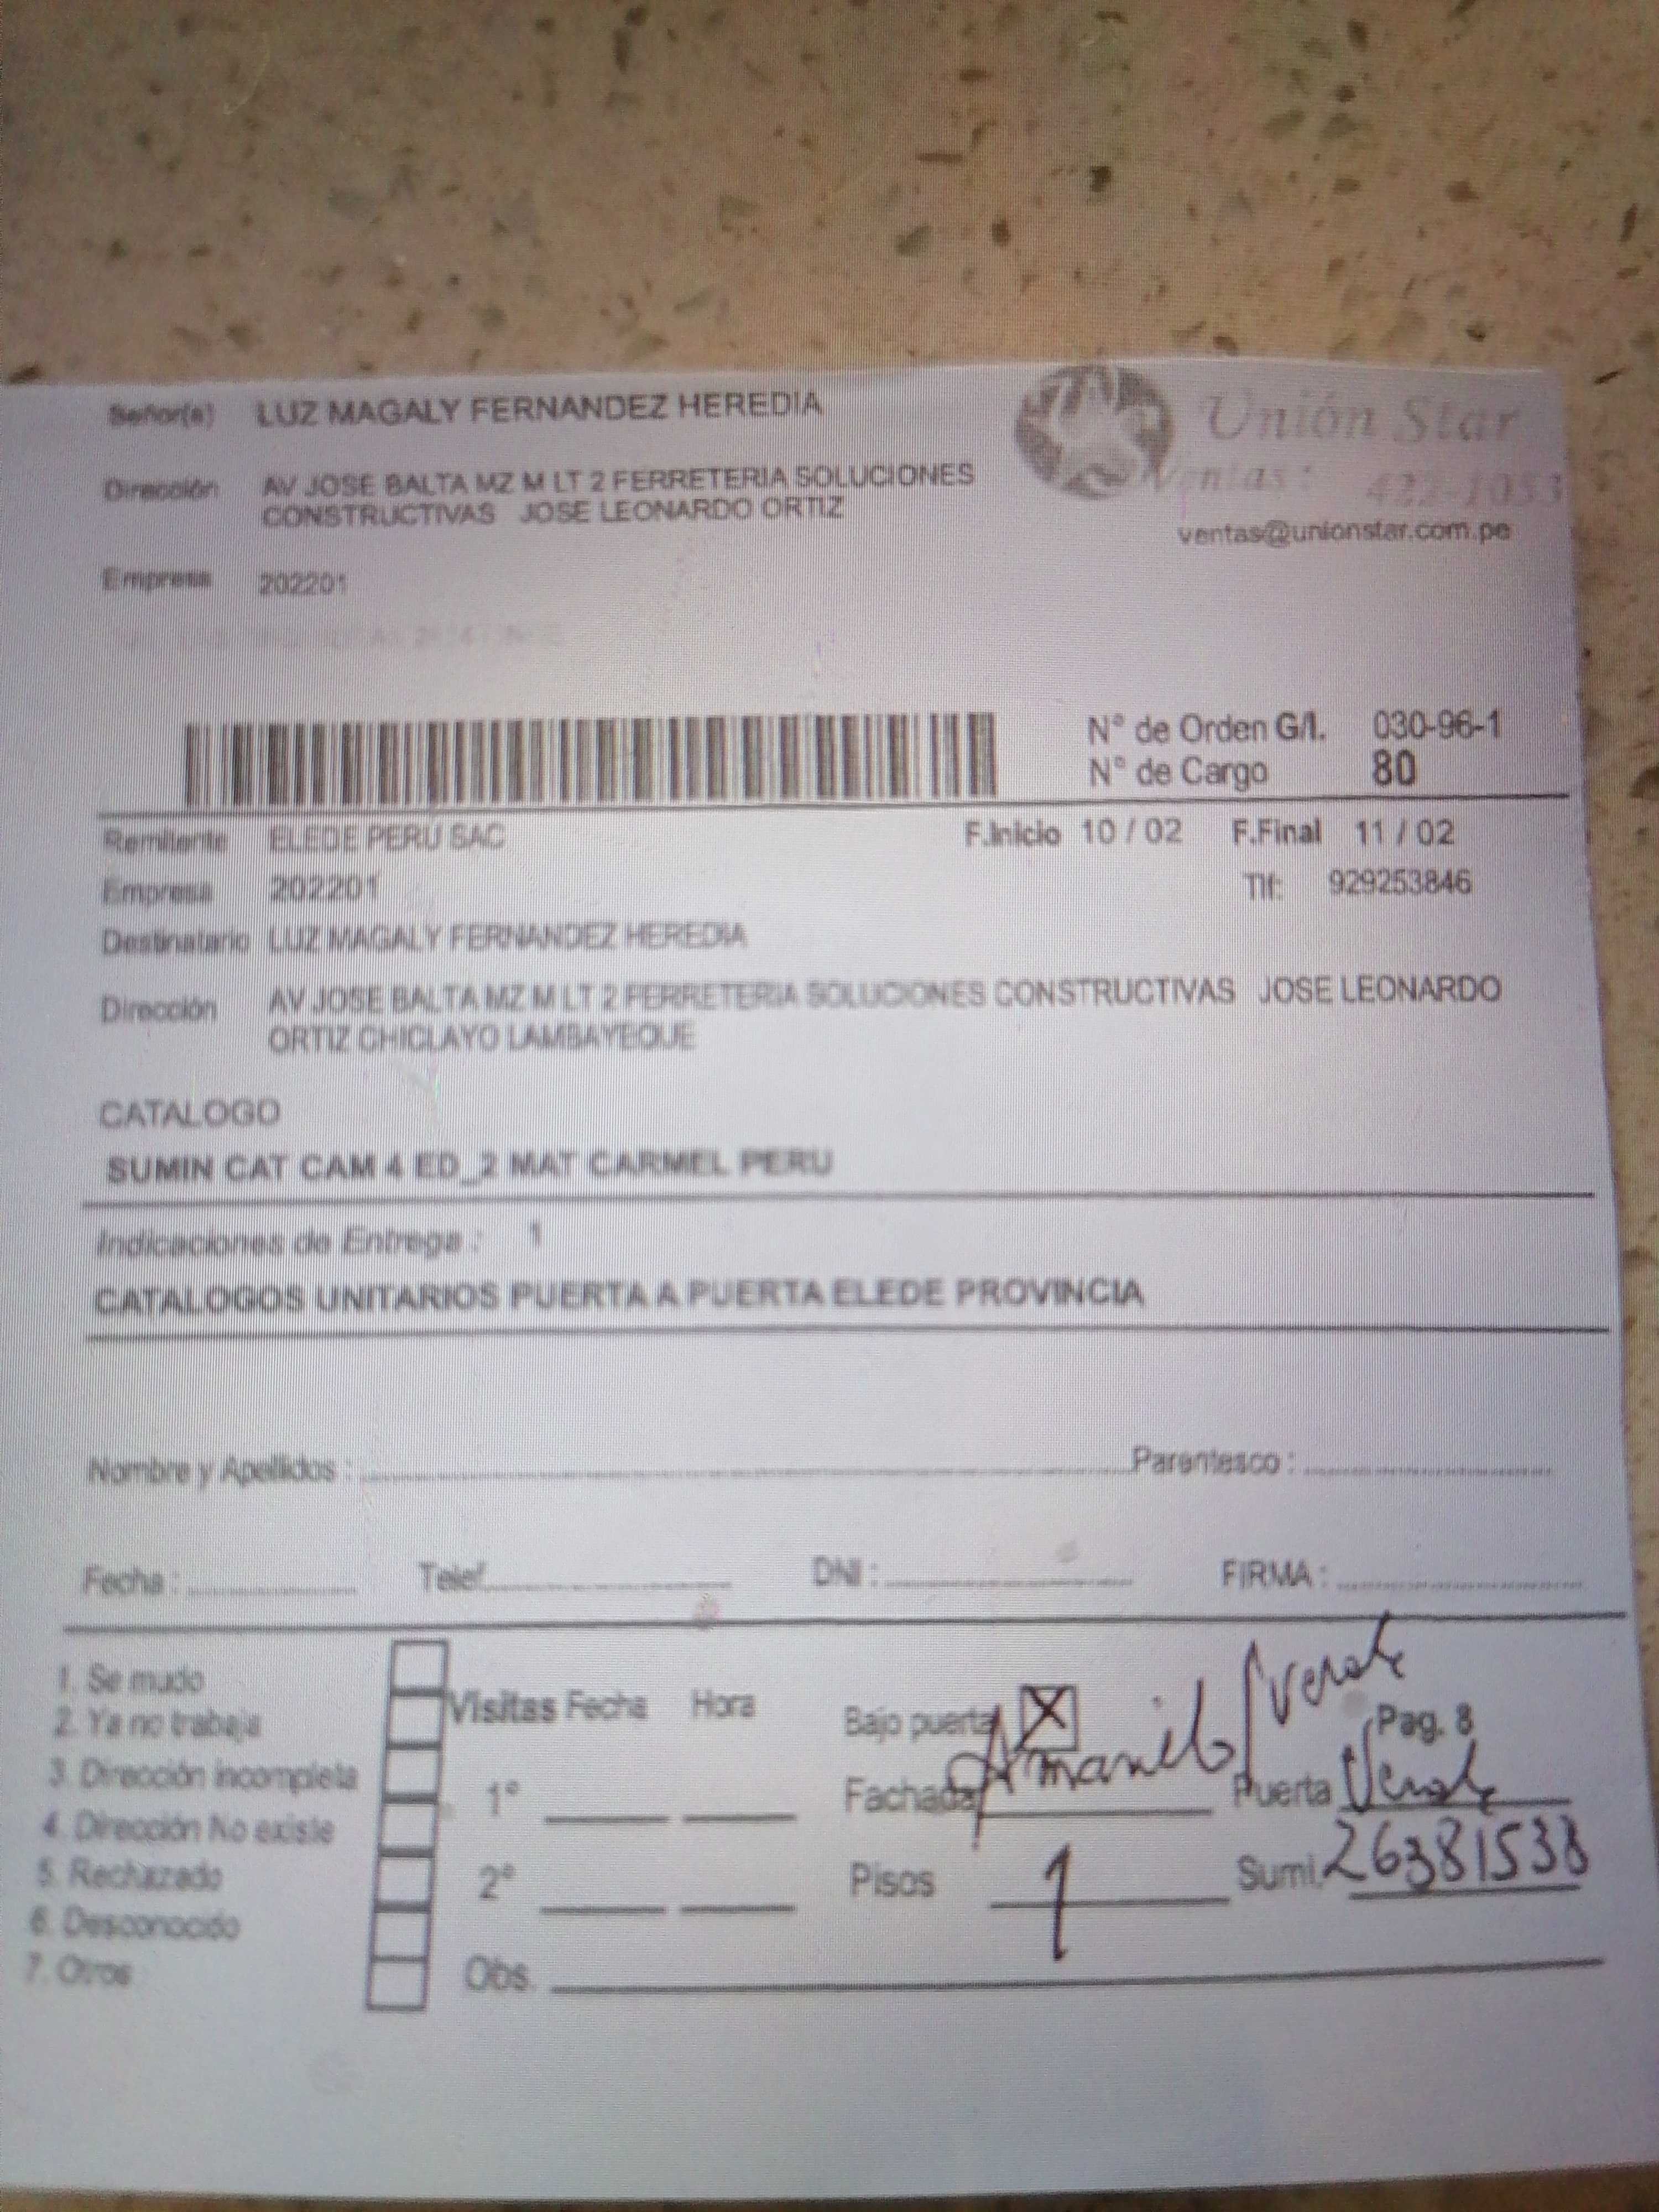 Señor(a) LUZ MAGALY FERNANDEZ HEREDIA
Unión Star
Dirección AV JOSE BALTA MZ M LT 2 FERRETERIA SOLUCIONES
CONSTRUCTIVAS JOSE LEONARDO ORTIZ
Ventas: 422-1053
ventas@unionstar.com.pe
Empresa 202201
N° de Orden G/I. 030-96-1
N° de Cargo 80
Remitente ELEDE PERU SAC F.Inicio 10 / 02 F.Final 11 / 02
Empresa 202201 Tlf: 929253846
Destinatario LUZ MAGALY FERNANDEZ HEREDIA
Dirección AV JOSE BALTA MZ M LT 2 FERRETERIA SOLUCIONES CONSTRUCTIVAS JOSE LEONARDO
ORTIZ CHICLAYO LAMBAYEQUE
CATALOGO
SUMIN CAT CAM 4 ED_2 MAT CARMEL PERU
Indicaciones de Entrega : 1
CATALOGOS UNITARIOS PUERTA A PUERTA ELEDE PROVINCIA
Nombre y Apellidos : Parentesco :
Fecha : Telef. DNI : FIRMA :
1. Se mudo
2. Ya no trabaja
3. Dirección incompleta
4. Dirección No existe
5. Rechazado
6. Desconocido
7. Otros
Visitas Fecha Hora
1°
2°
Obs.
Bajo puerta X Pag. 8
Fachada Amarilo/verde Puerta Verde
Pisos 1 Sumi. 26381538